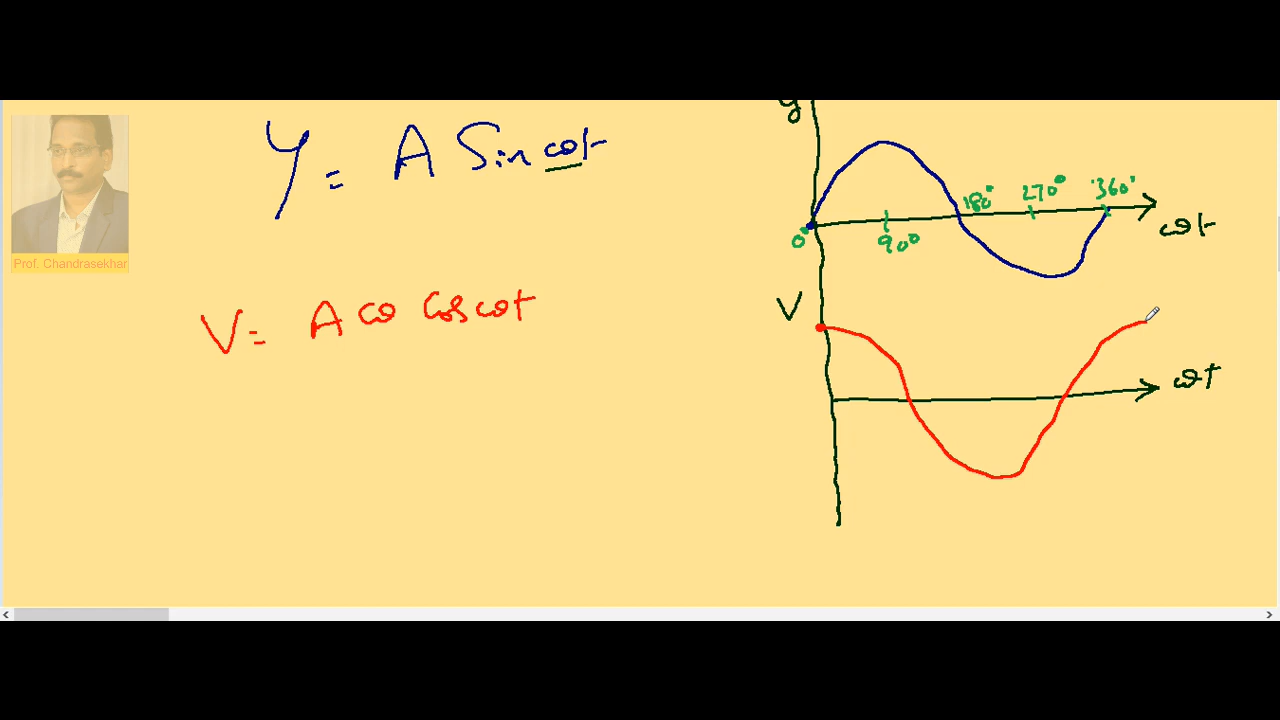 Y = A Sin ωt
V = A ω Cos ωt
Prof. Chandrasekhar
y
0°
90°
180°
270°
360°
ωt
V
ωt